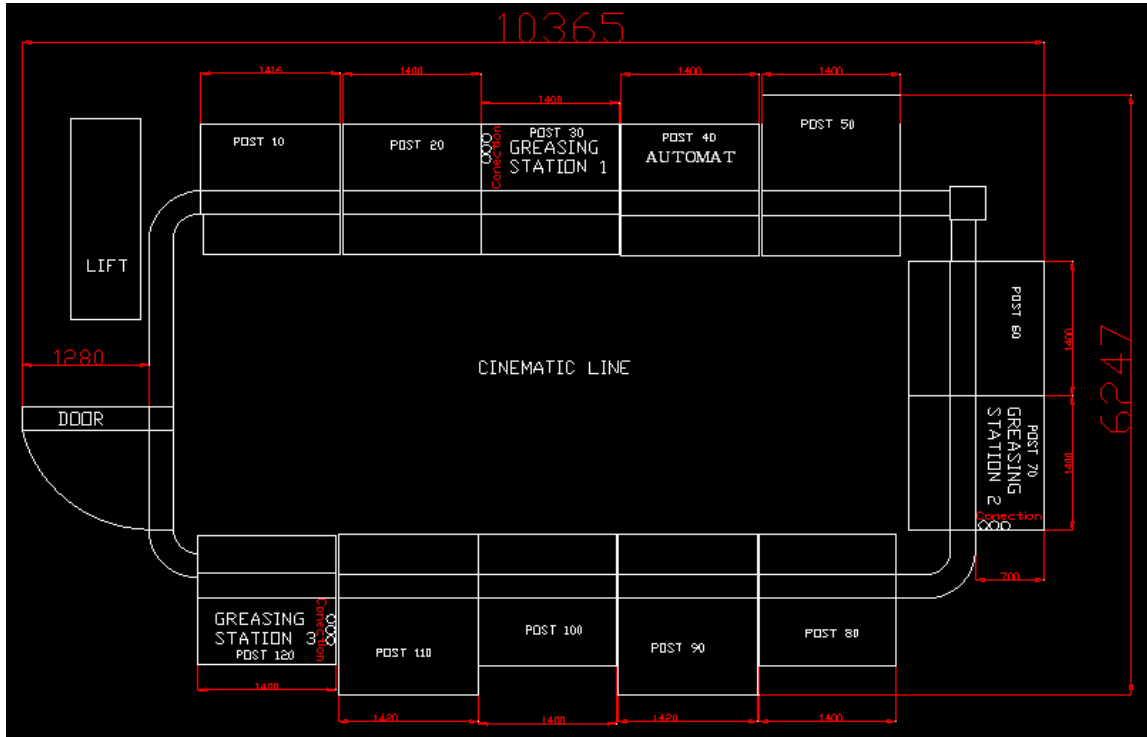 10365
1416
1400
1400
1400
1400
POST 10
POST 20
Conection
POST 30
GREASING
STATION 1
POST 40
AUTOMAT
POST 50
LIFT
POST 60
1400
1280
CINEMATIC LINE
6247
DOOR
POST 70
GREASING
STATION 2
1400
Conection
700
GREASING
STATION 3
POST 120
Conection
POST 110
POST 100
POST 90
POST 80
1400
1420
1400
1420
1400